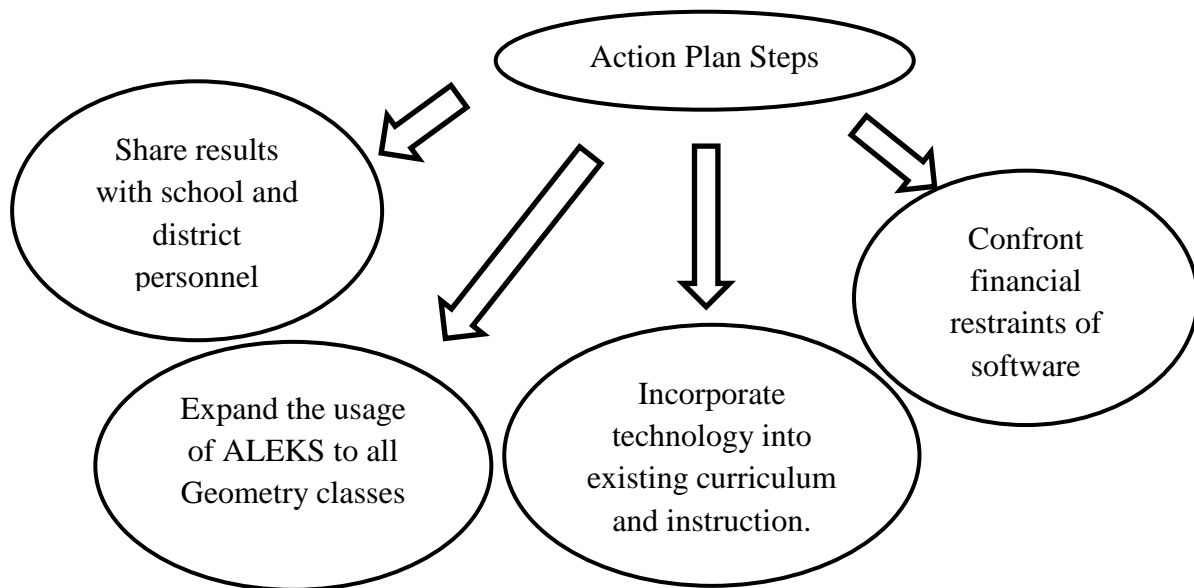 Action Plan Steps
Share results
with school and
district
personnel
Expand the usage
of ALEKS to all
Geometry classes
Incorporate
technology into
existing curriculum
and instruction.
Confront
financial
restraints of
software